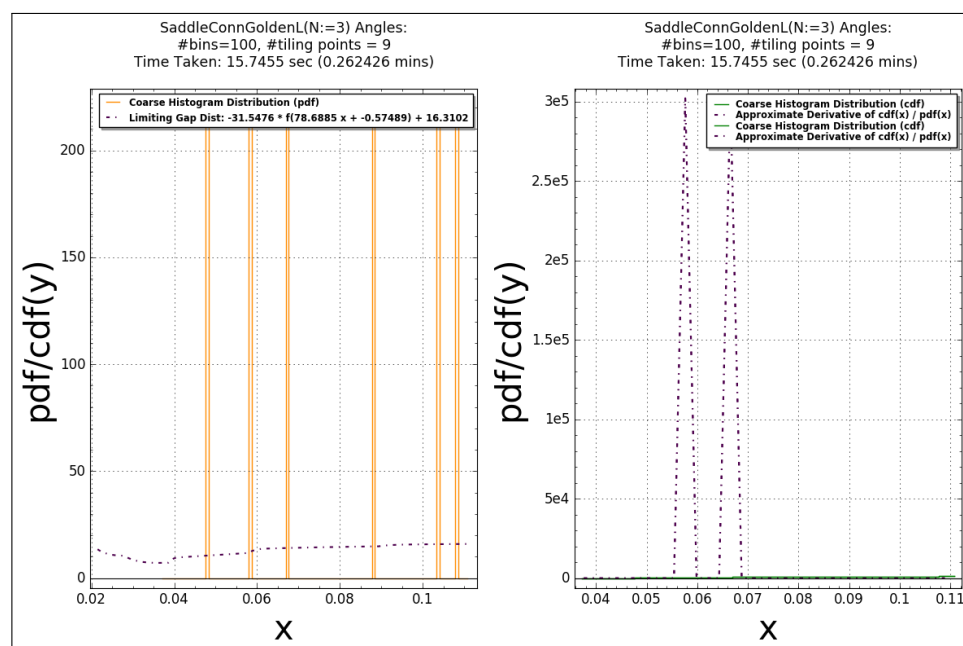 SaddleConnGoldenL(N:=3) Angles:
#bins=100, #tiling points = 9
Time Taken: 15.7455 sec (0.262426 mins)
Coarse Histogram Distribution (pdf)
Limiting Gap Dist: -31.5476 * f(78.6885 x + -0.57489) + 16.3102
pdf/cdf(y)
200
150
100
50
0
0.02 0.04 0.06 0.08 0.1
x
SaddleConnGoldenL(N:=3) Angles:
#bins=100, #tiling points = 9
Time Taken: 15.7455 sec (0.262426 mins)
Coarse Histogram Distribution (cdf)
Approximate Derivative of cdf(x) / pdf(x)
Coarse Histogram Distribution (cdf)
Approximate Derivative of cdf(x) / pdf(x)
pdf/cdf(y)
3e5
2.5e5
2e5
1.5e5
1e5
5e4
0
0.04 0.05 0.06 0.07 0.08 0.09 0.1 0.11
x